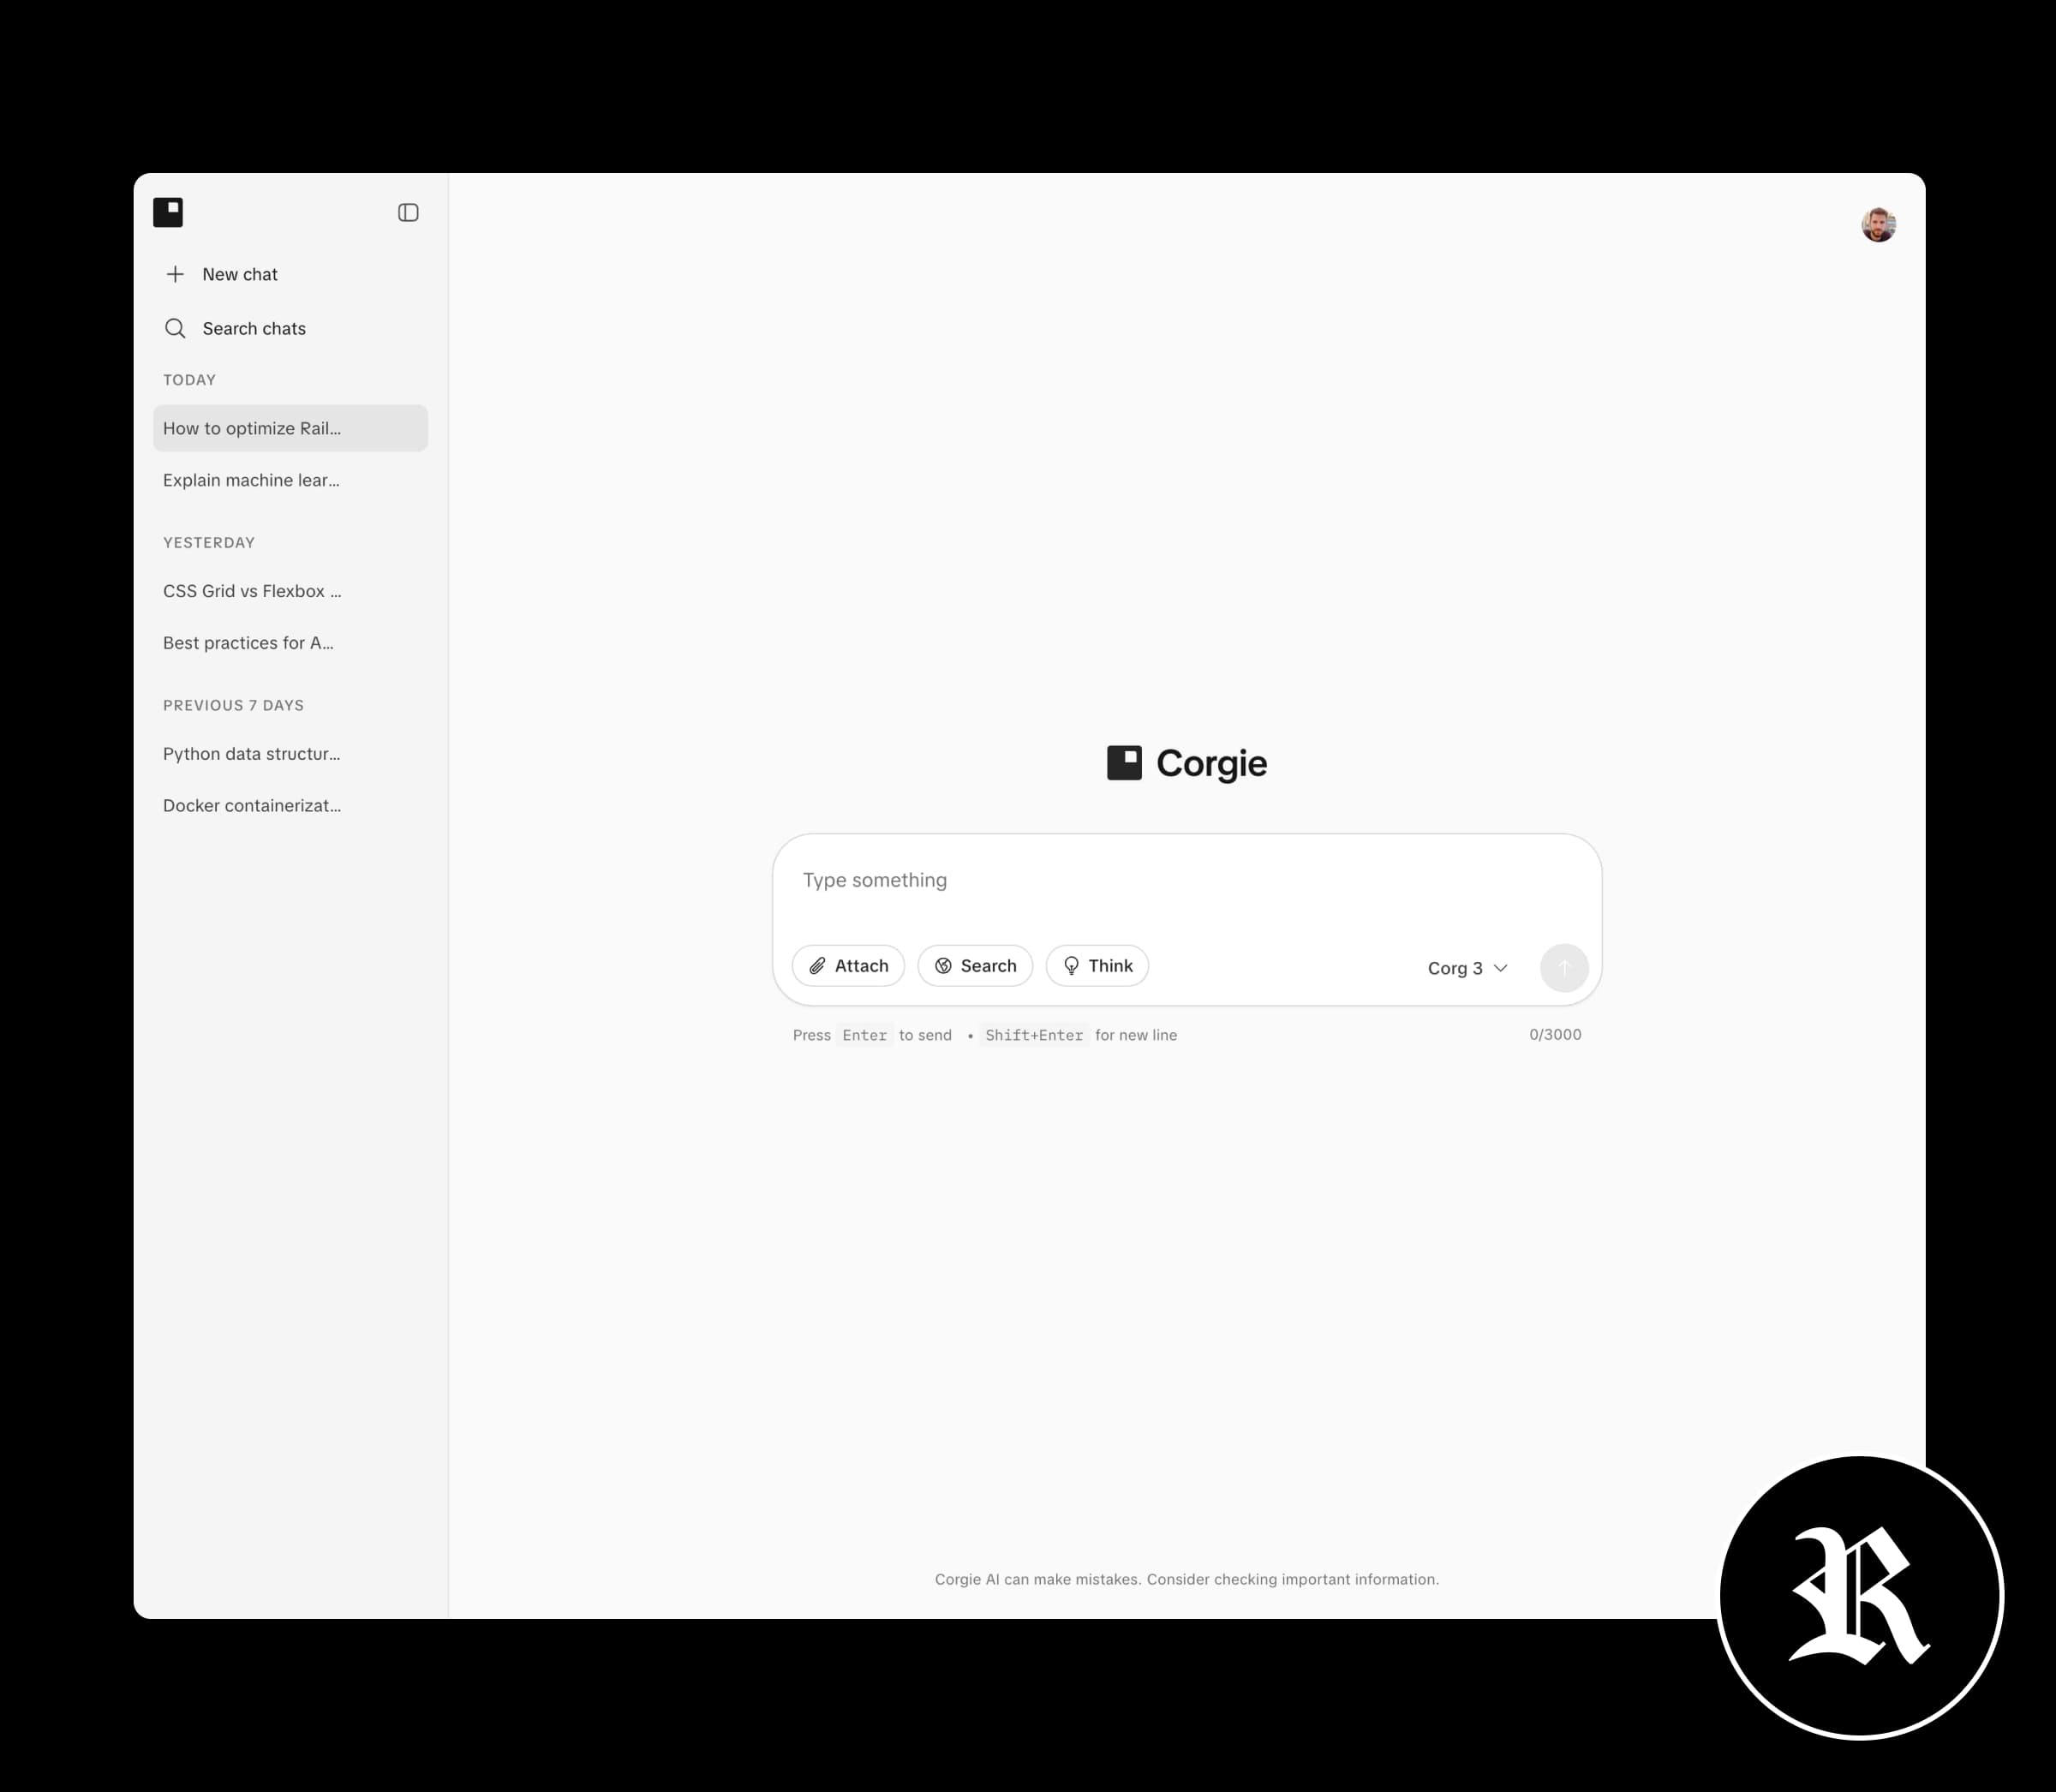 New chat
Search chats
TODAY
How to optimize Rail...
Explain machine lear...
YESTERDAY
CSS Grid vs Flexbox ...
Best practices for A...
PREVIOUS 7 DAYS
Python data structur...
Docker containerizat...
Corgie
Type something
Attach Search Think Corg 3
Press Enter to send • Shift+Enter for new line 0/3000
Corgie AI can make mistakes. Consider checking important information.
R